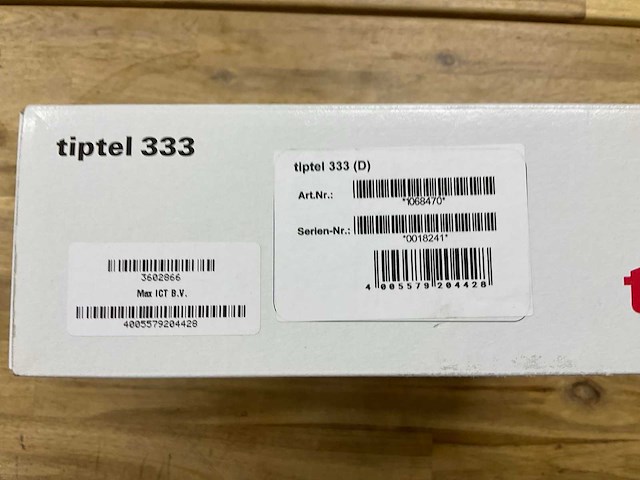 tiptel 333
tiptel 333 (D)
Art.Nr.:
*1068470*
Serien-Nr.:
*0018241*
4 005579 204428
3602866
Max ICT B.V.
4005579204428
t